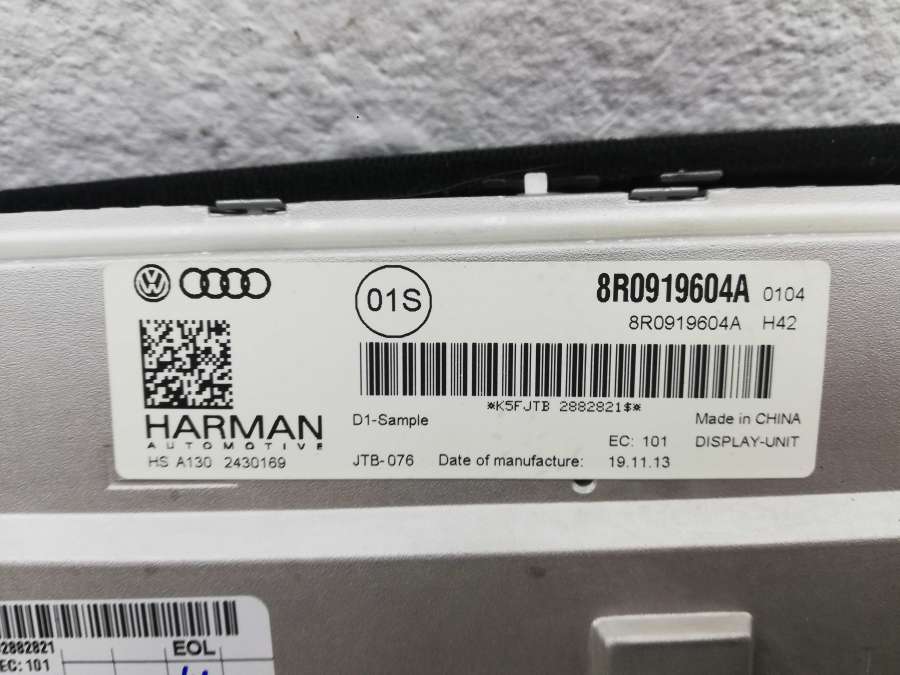 01S
8R0919604A 0104
8R0919604A H42
*K5FJTB 2882821$*
HARMAN
AUTOMOTIVE
D1-Sample
Made in CHINA
EC: 101 DISPLAY-UNIT
HS A130 2430169 JTB-076 Date of manufacture: 19.11.13
2882821 EOL
EC: 101